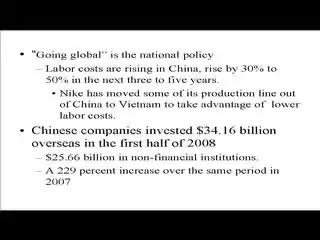 • "Going global" is the national policy
– Labor costs are rising in China, rise by 30% to
50% in the next three to five years.
• Nike has moved some of its production line out
of China to Vietnam to take advantage of lower
labor costs.
• Chinese companies invested $34.16 billion
overseas in the first half of 2008
– $25.66 billion in non-financial institutions.
– A 229 percent increase over the same period in
2007